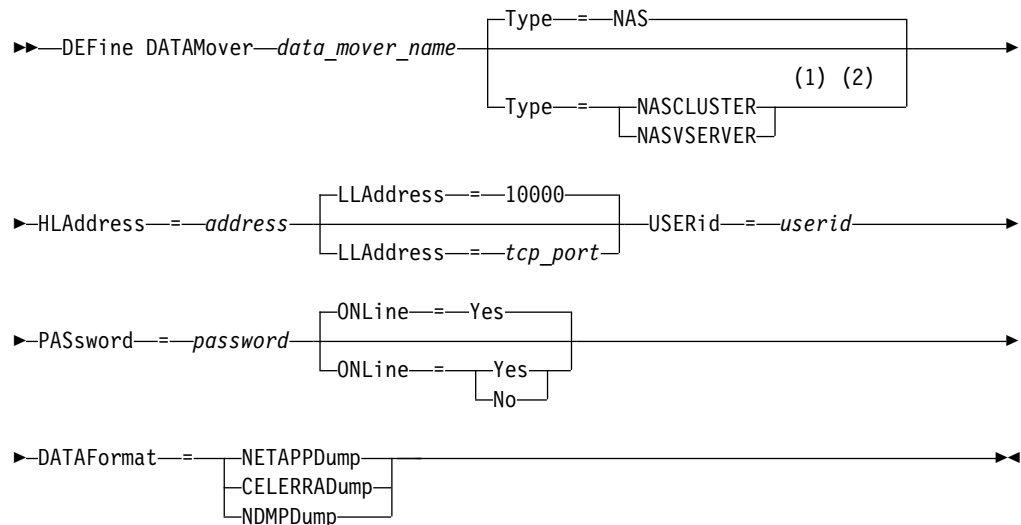 Type = NAS
DEFine DATAMover data_mover_name
(1) (2)
Type = NASCLUSTER
NASVSERVER
LLAddress = 10000
HLAddress = address USERid = userid
LLAddress = tcp_port
ONLine = Yes
PASsword = password
ONLine = Yes
No
DATAFormat = NETAPPDump
CELERRADump
NDMPDump